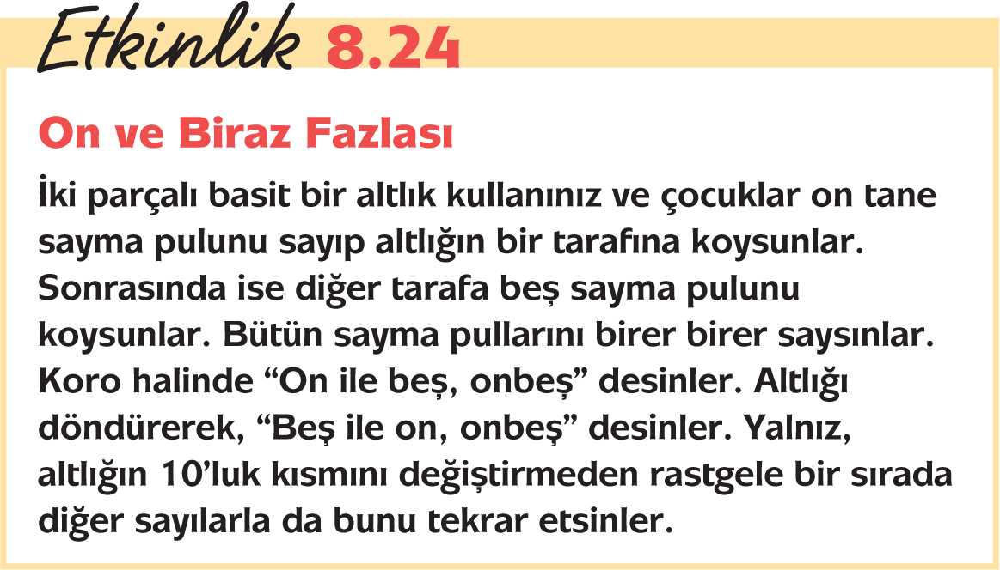 Etkinlik 8.24
On ve Biraz Fazlası
İki parçalı basit bir altlık kullanınız ve çocuklar on tane
sayma pulunu sayıp altlığın bir tarafına koysunlar.
Sonrasında ise diğer tarafa beş sayma pulunu
koysunlar. Bütün sayma pullarını birer birer saysınlar.
Koro halinde “On ile beş, onbeş” desinler. Altlığı
döndürerek, “Beş ile on, onbeş” desinler. Yalnız,
altlığın 10’luk kısmını değiştirmeden rastgele bir sırada
diğer sayılarla da bunu tekrar etsinler.